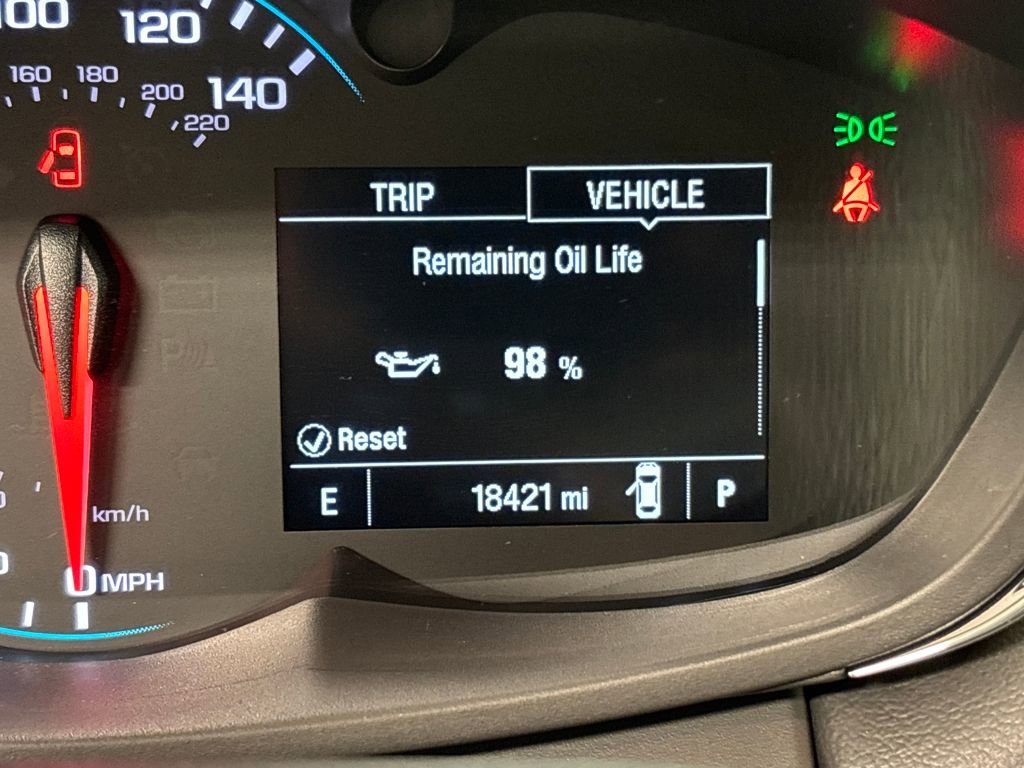 100
120
160
180
200
140
220
TRIP
VEHICLE
Remaining Oil Life
98 %
Reset
E
18421 mi
P
km/h
0 MPH